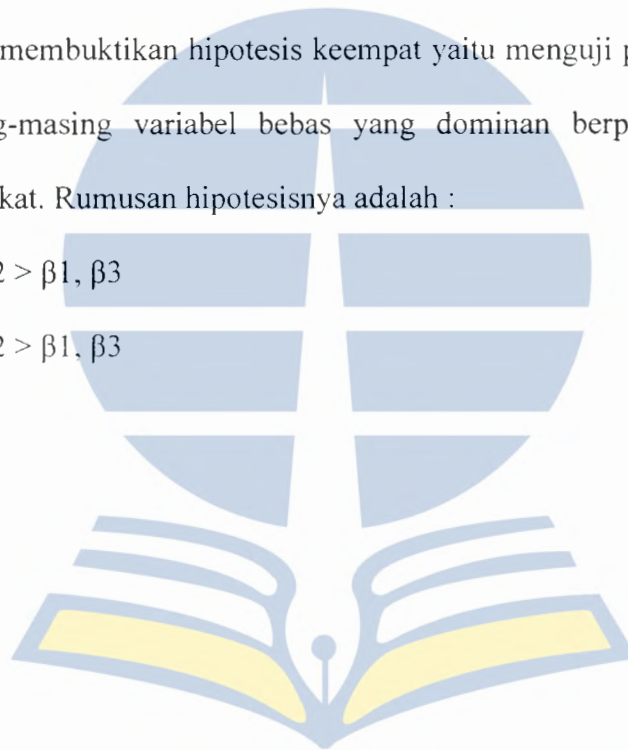 membuktikan hipotesis keempat yaitu menguji p
g-masing variabel bebas yang dominan berp
kat. Rumusan hipotesisnya adalah :
2 > β1, β3
2 > β1, β3